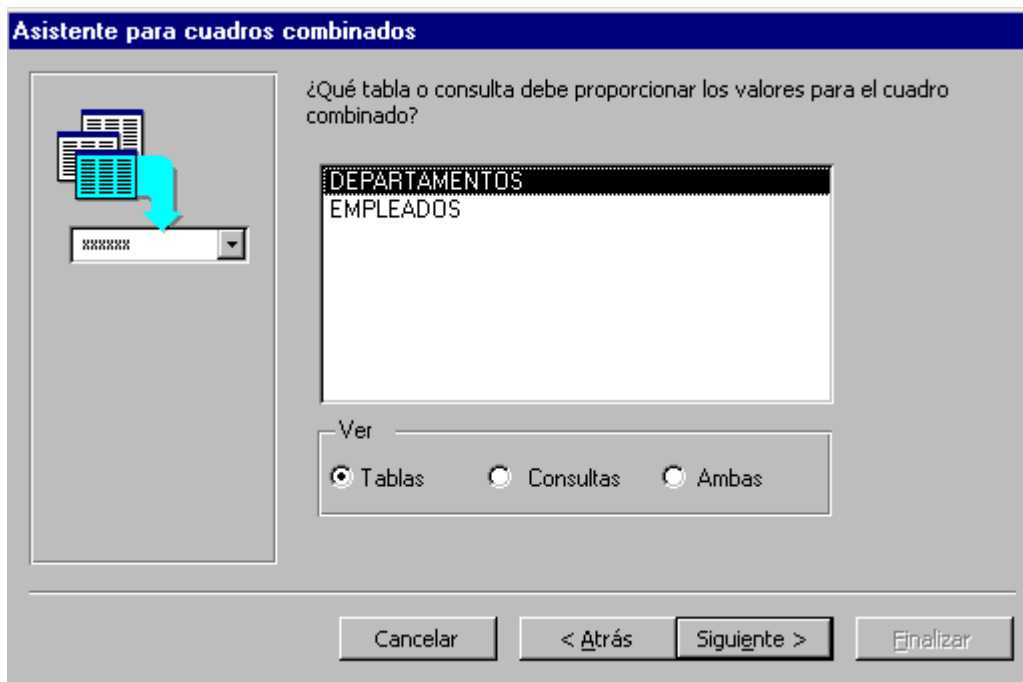 Asistente para cuadros combinados
¿Qué tabla o consulta debe proporcionar los valores para el cuadro
combinado?
DEPARTAMENTOS
EMPLEADOS
xxxxxx
Ver
Tablas Consultas Ambas
Cancelar < Atrás Siguiente > Finalizar